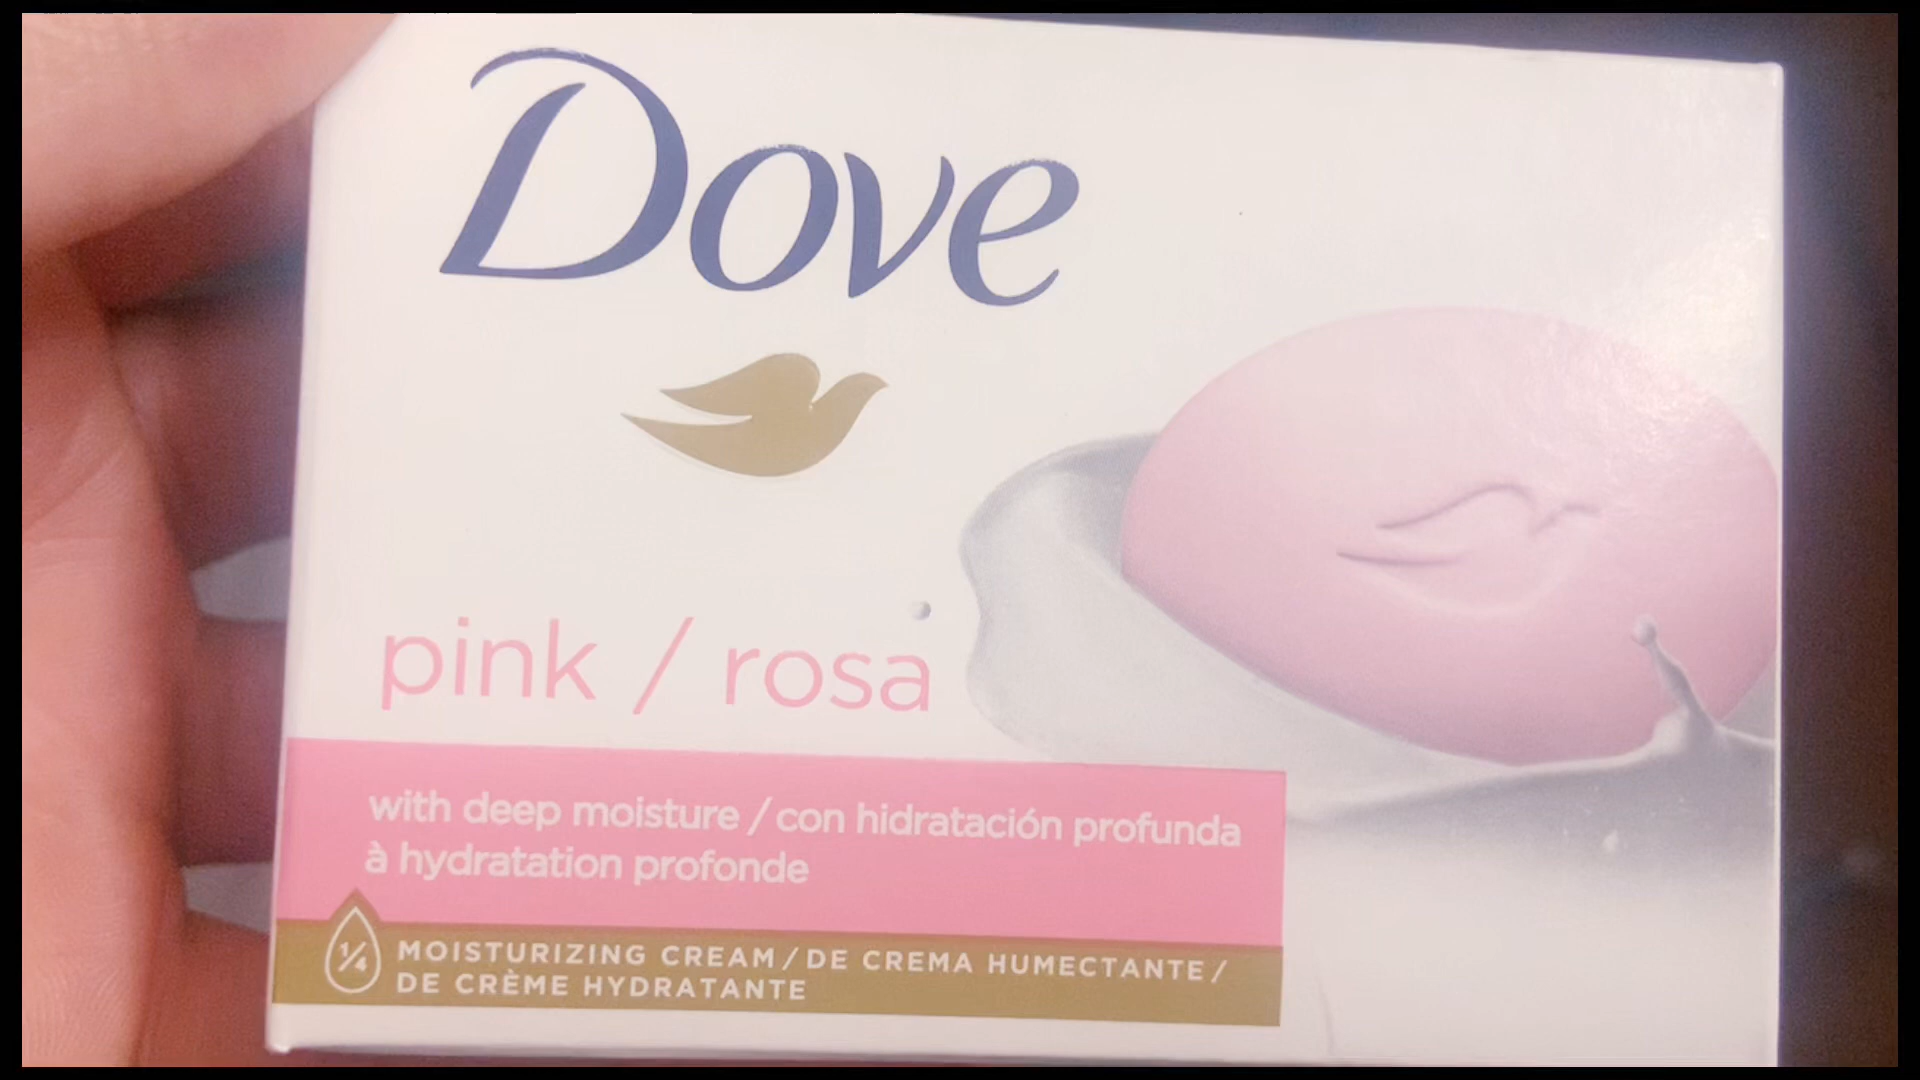 Dove
pink / rosa
with deep moisture / con hidratación profunda
à hydratation profonde
1/4 MOISTURIZING CREAM / DE CREMA HUMECTANTE /
DE CRÈME HYDRATANTE